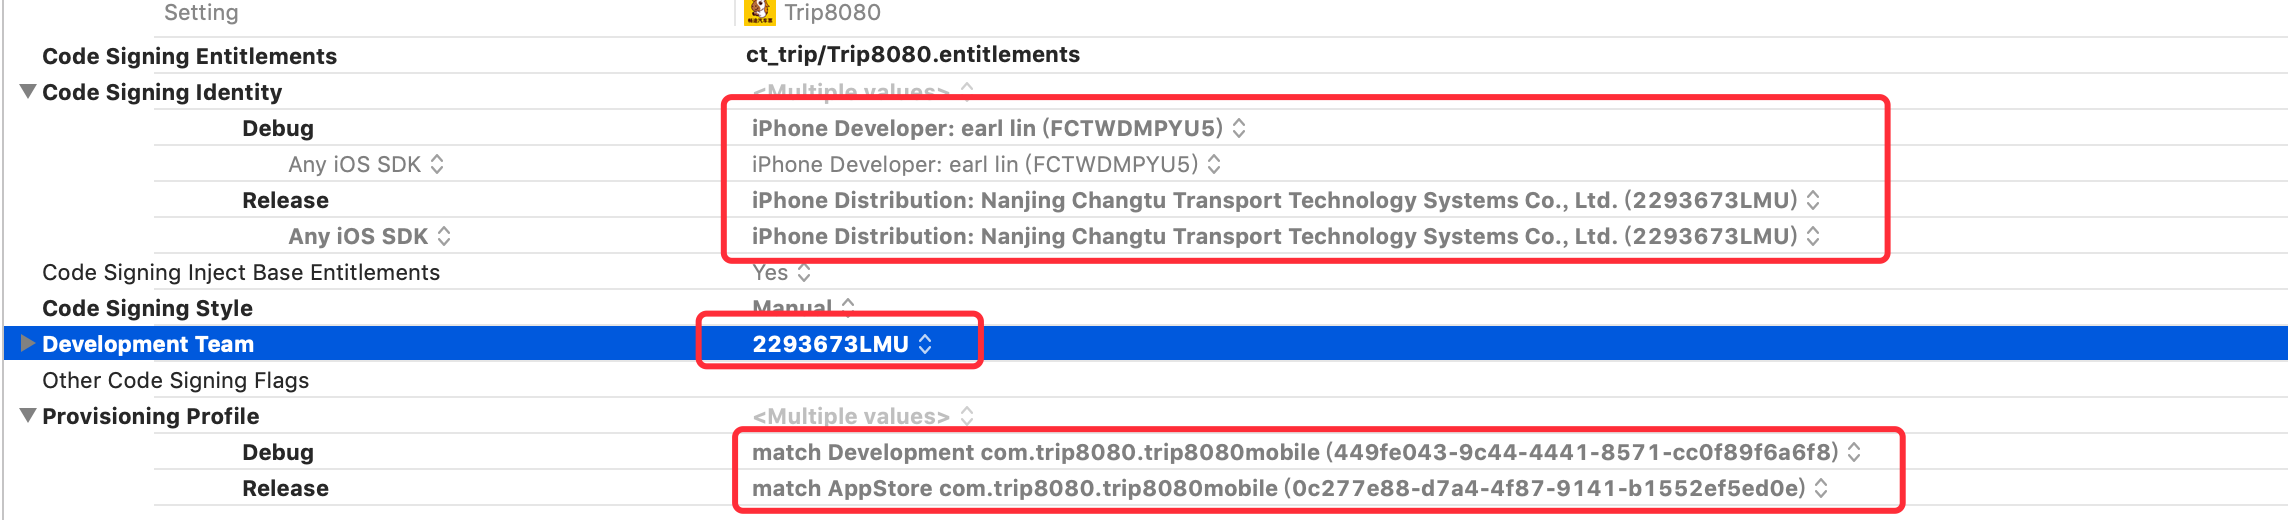 Setting Trip8080
Code Signing Entitlements ct_trip/Trip8080.entitlements
Code Signing Identity <Multiple values>
Debug iPhone Developer: earl lin (FCTWDMPYU5)
Any iOS SDK iPhone Developer: earl lin (FCTWDMPYU5)
Release iPhone Distribution: Nanjing Changtu Transport Technology Systems Co., Ltd. (2293673LMU)
Any iOS SDK iPhone Distribution: Nanjing Changtu Transport Technology Systems Co., Ltd. (2293673LMU)
Code Signing Inject Base Entitlements Yes
Code Signing Style Manual
Development Team 2293673LMU
Other Code Signing Flags
Provisioning Profile <Multiple values>
Debug match Development com.trip8080.trip8080mobile (449fe043-9c44-4441-8571-cc0f89f6a6f8)
Release match AppStore com.trip8080.trip8080mobile (0c277e88-d7a4-4f87-9141-b1552ef5ed0e)